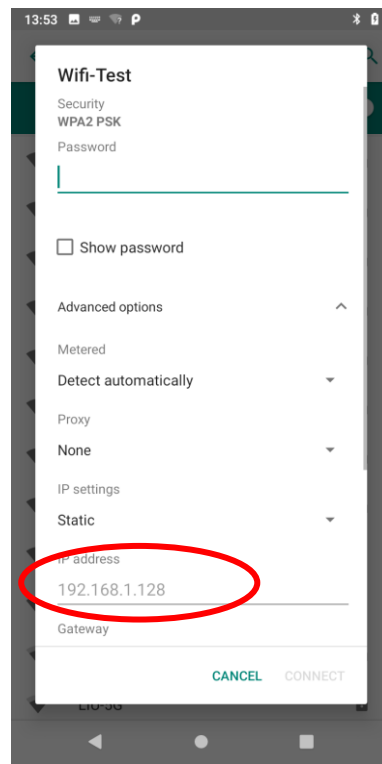 13:53
Wifi-Test
Security
WPA2 PSK
Password
Show password
Advanced options
Metered
Detect automatically
Proxy
None
IP settings
Static
IP address
192.168.1.128
Gateway
CANCEL CONNECT